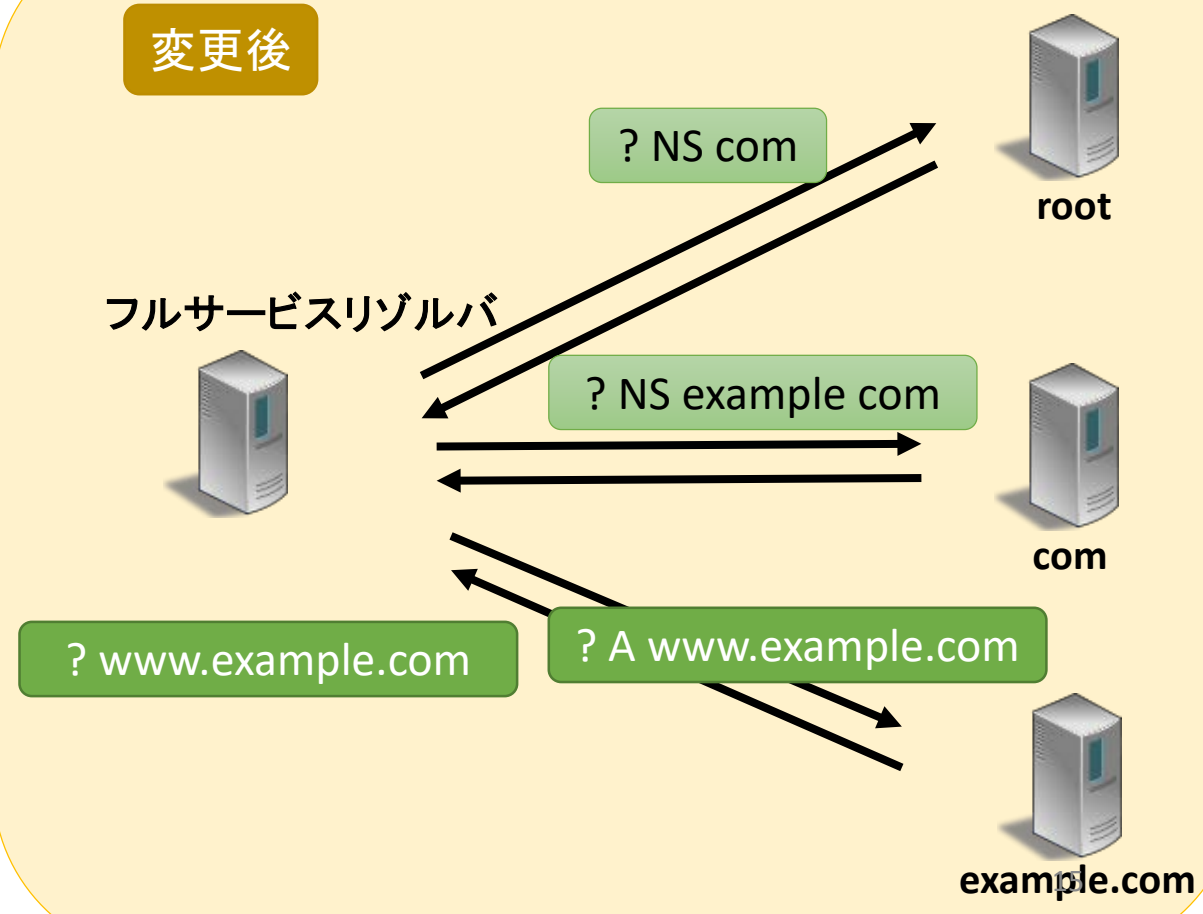 変更後
? NS com
root
フルサービスリゾルバ
? NS example com
com
? www.example.com
? A www.example.com
example.com
15